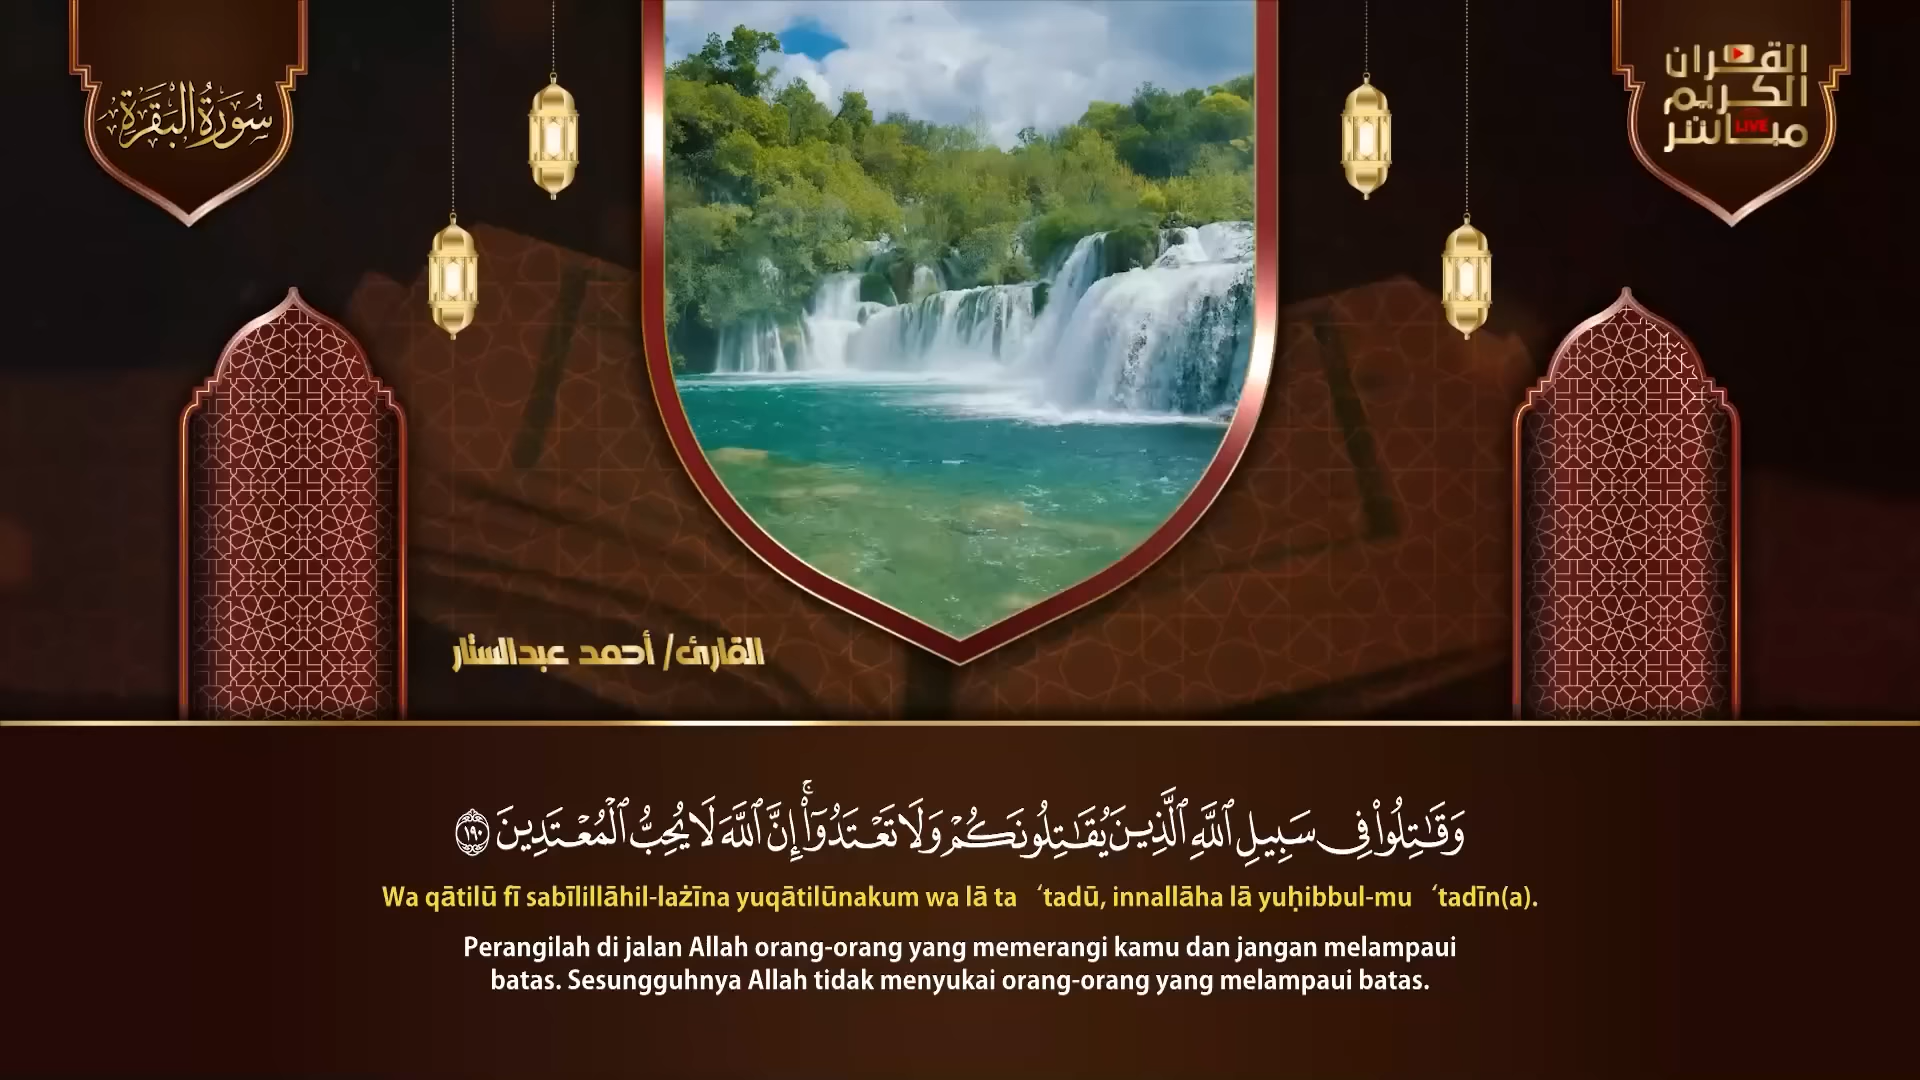 سُورَةُ البَقَرَةِ
القرآن
الكريم
مباشر
LIVE
القارئ/ أحمد عبدالستار
وَقَٰتِلُوا۟ فِى سَبِيلِ ٱللَّهِ ٱلَّذِينَ يُقَٰتِلُونَكُمْ وَلَا تَعْتَدُوٓا۟ ۚ إِنَّ ٱللَّهَ لَا يُحِبُّ ٱلْمُعْتَدِينَ ١٩٠
Wa qātilū fī sabīlillāhil-lażīna yuqātilūnakum wa lā ta‘tadū, innallāha lā yuḥibbul-mu‘tadīn(a).
Perangilah di jalan Allah orang-orang yang memerangi kamu dan jangan melampaui
batas. Sesungguhnya Allah tidak menyukai orang-orang yang melampaui batas.